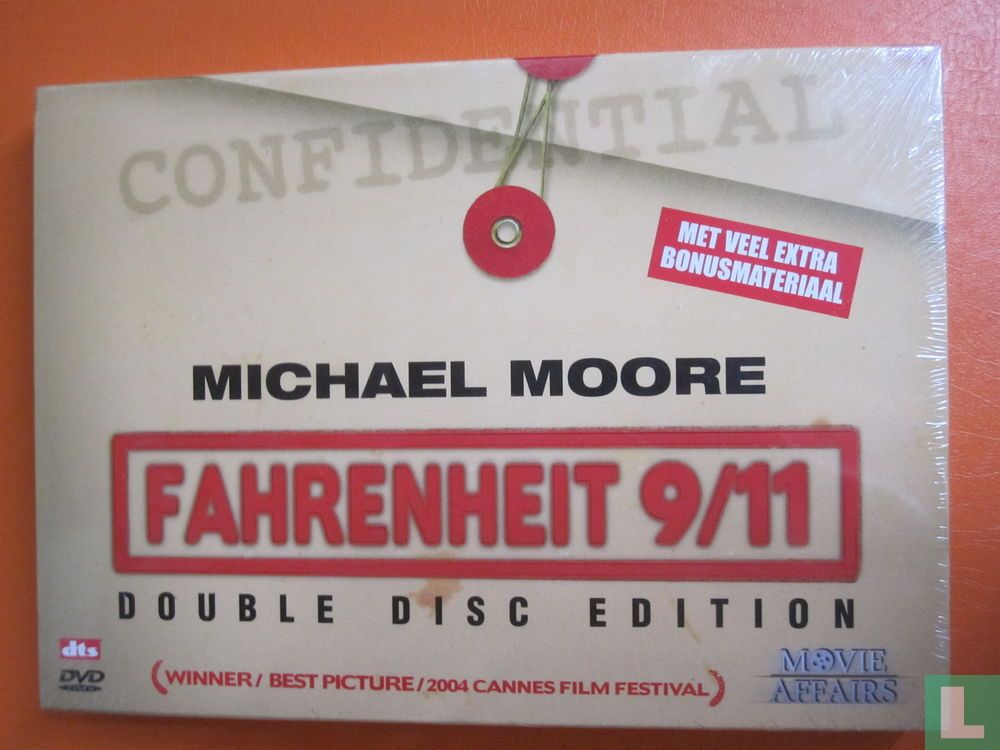 CONFIDENTIAL
MET VEEL EXTRA
BONUSMATERIAAL
MICHAEL MOORE
FAHRENHEIT 9/11
DOUBLE DISC EDITION
dts
DVD
VIDEO
(WINNER / BEST PICTURE / 2004 CANNES FILM FESTIVAL)
MOVIE
AFFAIRS
L